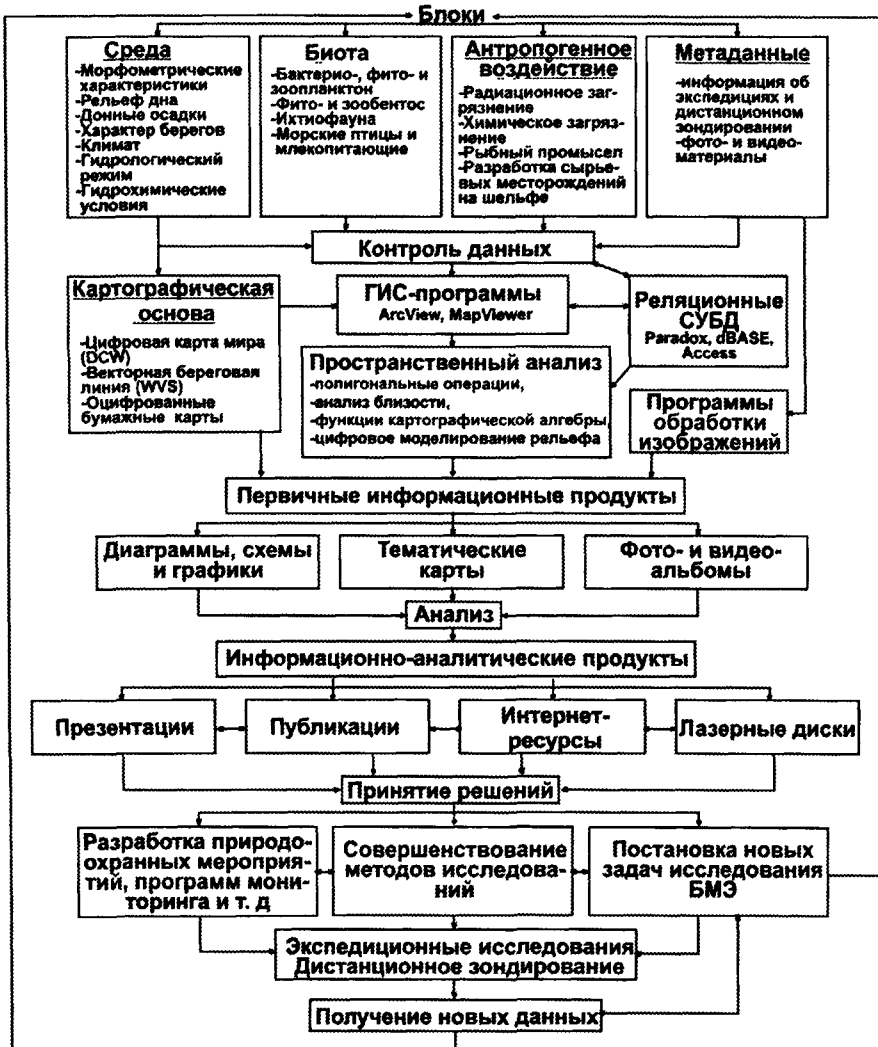 Блоки
Среда
-Морфометрические
характеристики
-Рельеф дна
-Донные осадки
-Характер берегов
-Климат
-Гидрологический
режим
-Гидрохимические
условия
Биота
-Бактерио-, фито- и
зоопланктон
-Фито- и зообентос
-Ихтиофауна
-Морские птицы и
млекопитающие
Антропогенное
воздействие
-Радиационное заг-
рязнение
-Химическое загряз-
нение
-Рыбный промысел
-Разработка сырье-
вых месторождений
на шельфе
Метаданные
-информация об
экспедициях и
дистанционном
зондировании
-фото- и видео-
материалы
Контроль данных
Картографическая
основа
-Цифровая карта мира
(DCW)
-Векторная береговая
линия (WVS)
-Оцифрованные
бумажные карты
ГИС-программы
ArcView, MapViewer
Реляционные
СУБД
Paradox, dBASE,
Access
Пространственный анализ
-полигональные операции,
-анализ близости,
-функции картографической алгебры,
-цифровое моделирование рельефа
Программы
обработки
изображений
Первичные информационные продукты
Диаграммы, схемы
и графики
Тематические
карты
Фото- и видео-
альбомы
Анализ
Информационно-аналитические продукты
Презентации
Публикации
Интернет-
ресурсы
Лазерные диски
Принятие решений
Разработка природо-
охранных мероприя-
тий, программ мони-
торинга и т. д
Совершенствование
методов исследова-
ний
Постановка новых
задач исследования
БМЭ
Экспедиционные исследования
Дистанционное зондирование
Получение новых данных